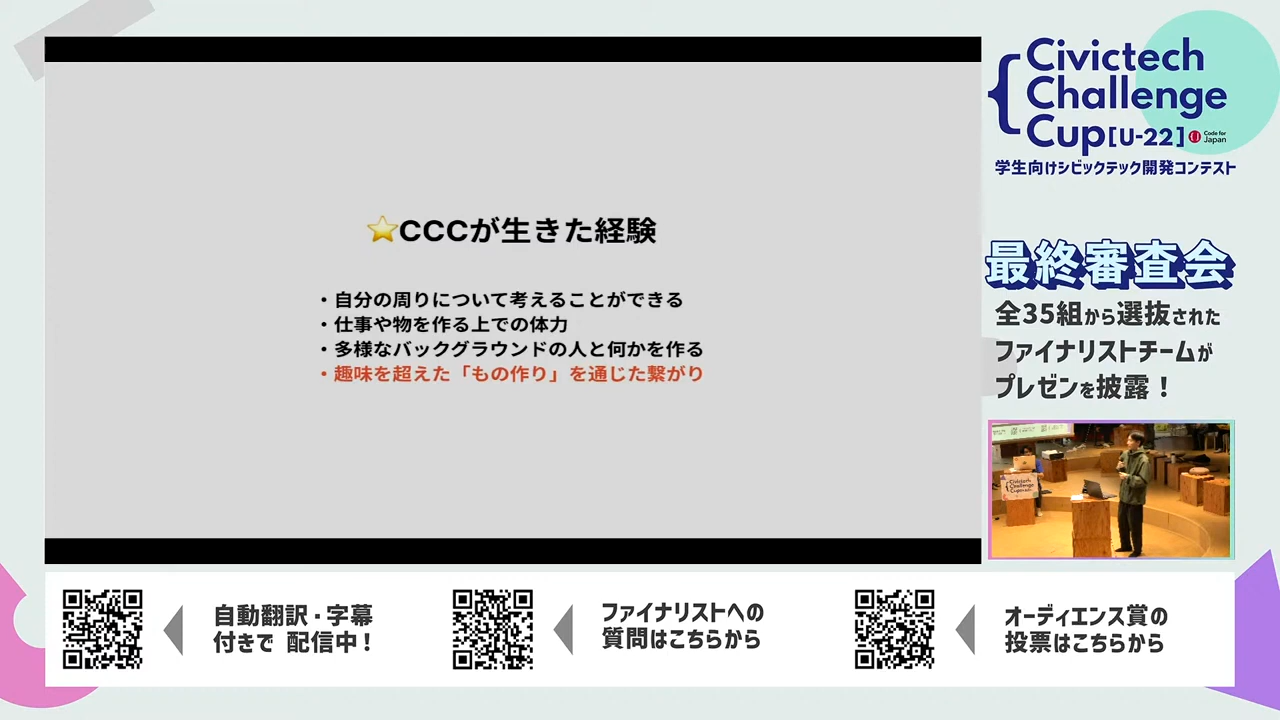 ⭐CCCが生きた経験
・自分の周りについて考えることができる
・仕事や物を作る上での体力
・多様なバックグラウンドの人と何かを作る
・趣味を超えた「もの作り」を通じた繋がり
Civictech
Challenge
Cup[U-22]
Code for
Japan
学生向けシビックテック開発コンテスト
最終審査会
全35組から選抜された
ファイナリストチームが
プレゼンを披露！
Civictech
Challenge
自動翻訳・字幕
付きで 配信中！
ファイナリストへの
質問はこちらから
オーディエンス賞の
投票はこちらから